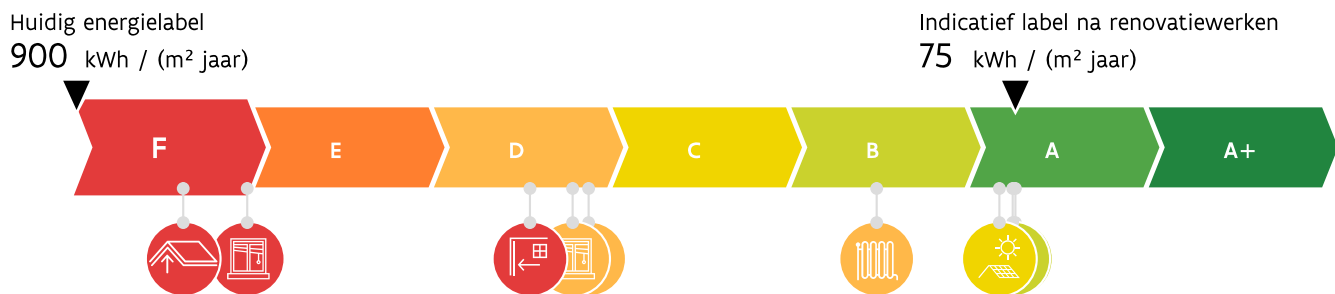 Huidig energielabel
900 kWh / (m² jaar)
Indicatief label na renovatiewerken
75 kWh / (m² jaar)
F E D C B A A+